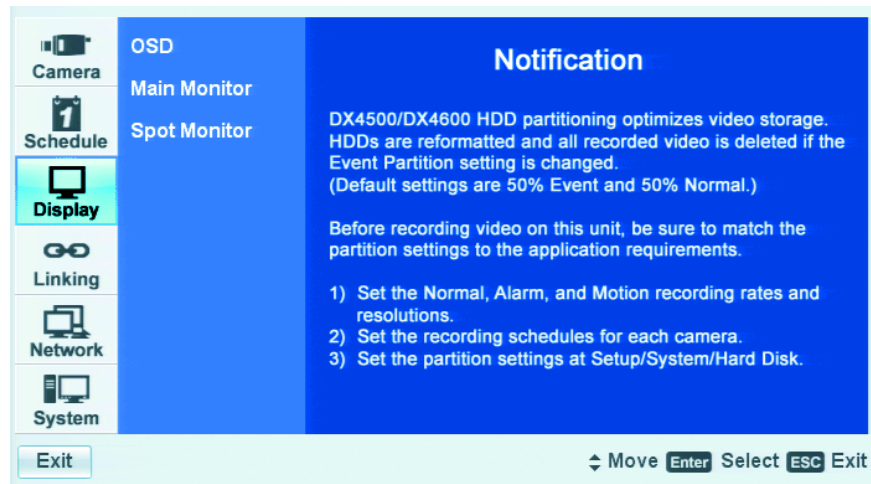 Camera
Schedule
1
Display
Linking
Network
System
OSD
Main Monitor
Spot Monitor
Notification
DX4500/DX4600 HDD partitioning optimizes video storage.
HDDs are reformatted and all recorded video is deleted if the
Event Partition setting is changed.
(Default settings are 50% Event and 50% Normal.)
Before recording video on this unit, be sure to match the
partition settings to the application requirements.
1) Set the Normal, Alarm, and Motion recording rates and
resolutions.
2) Set the recording schedules for each camera.
3) Set the partition settings at Setup/System/Hard Disk.
Exit
Move Enter Select ESC Exit